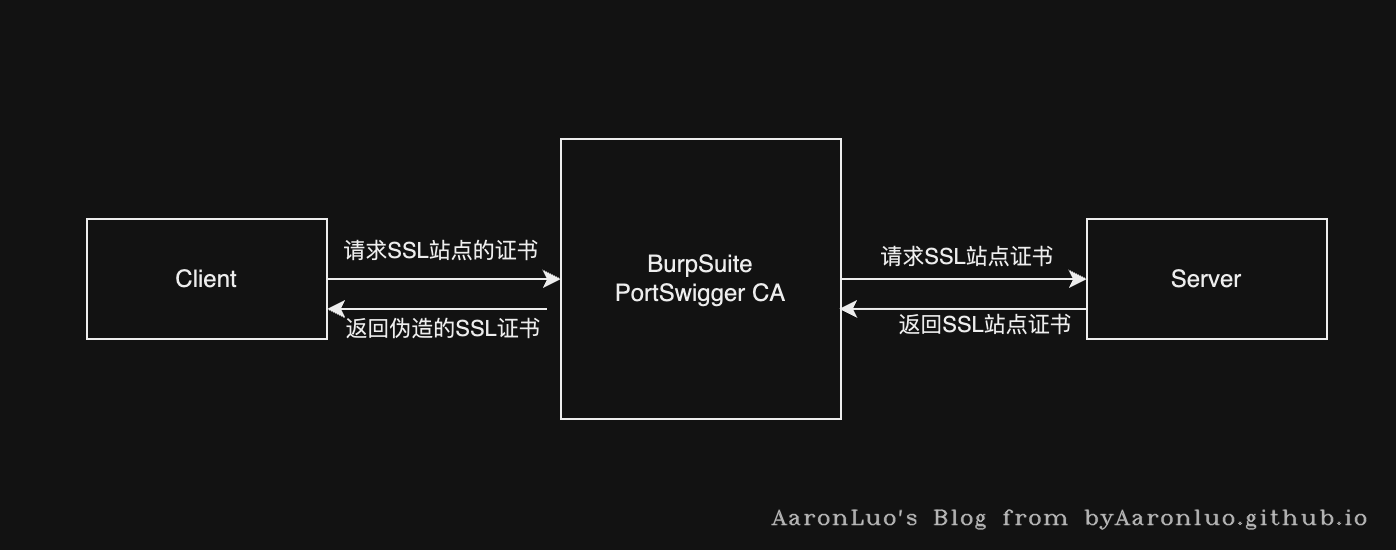 Client
请求SSL站点的证书
返回伪造的SSL证书
BurpSuite
PortSwigger CA
请求SSL站点证书
返回SSL站点证书
Server
AaronLuo's Blog from byAaronluo.github.io